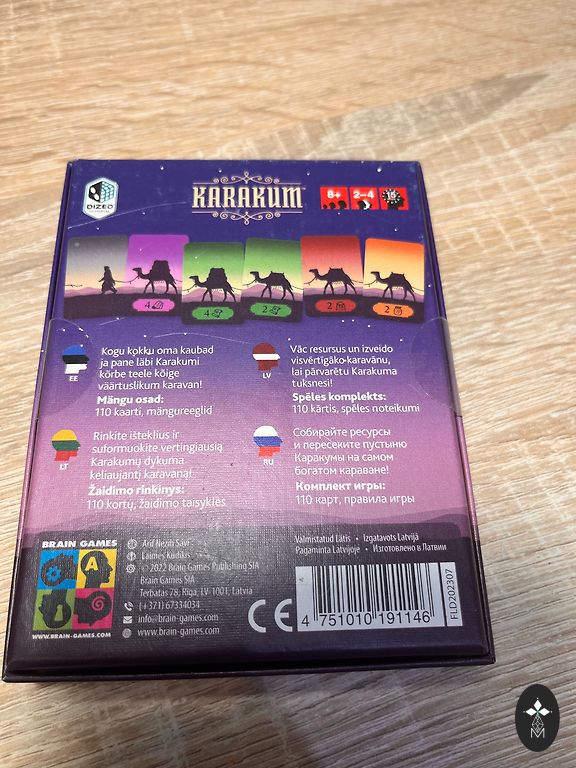 DIZED
KARAKUM
8+
2–4
15
4
4
2
2
2
Kogu kokku oma kaubad
ja pane läbi Karakumi
kõrbe teele kõige
väärtuslikum karavan!
Mängu osad:
110 kaarti, mängureeglid
EE
Vāc resursus un izveido
visvērtīgāko karavānu,
lai pārvarētu Karakuma
tuksnesi!
Spēles komplekts:
110 kārtis, spēles noteikumi
LV
Rinkite išteklius ir
suformuokite vertingiausią
Karakumų dykuma
keliaujantį karavaną!
Žaidimo rinkinys:
110 kortų, žaidimo taisyklės
LT
Собирайте ресурсы
и пересеките пустыню
Каракумы на самом
богатом караване!
Комплект игры:
110 карт, правила игры
RU
BRAIN GAMES
WWW.BRAIN-GAMES.COM
Arif Nezih Savi
Laimės Kudikis
© 2022 Brain Games Publishing SIA
Brain Games SIA
Terbatas 78, Riga, LV-1001, Latvia
(+371) 67334034
info@brain-games.com
www.brain-games.com
Valmistatud Lätis • Izgatavots Latvijā
Pagaminta Latvijoje • Изготовлено в Латвии
CE
4 751010 191146
FLD202307
M